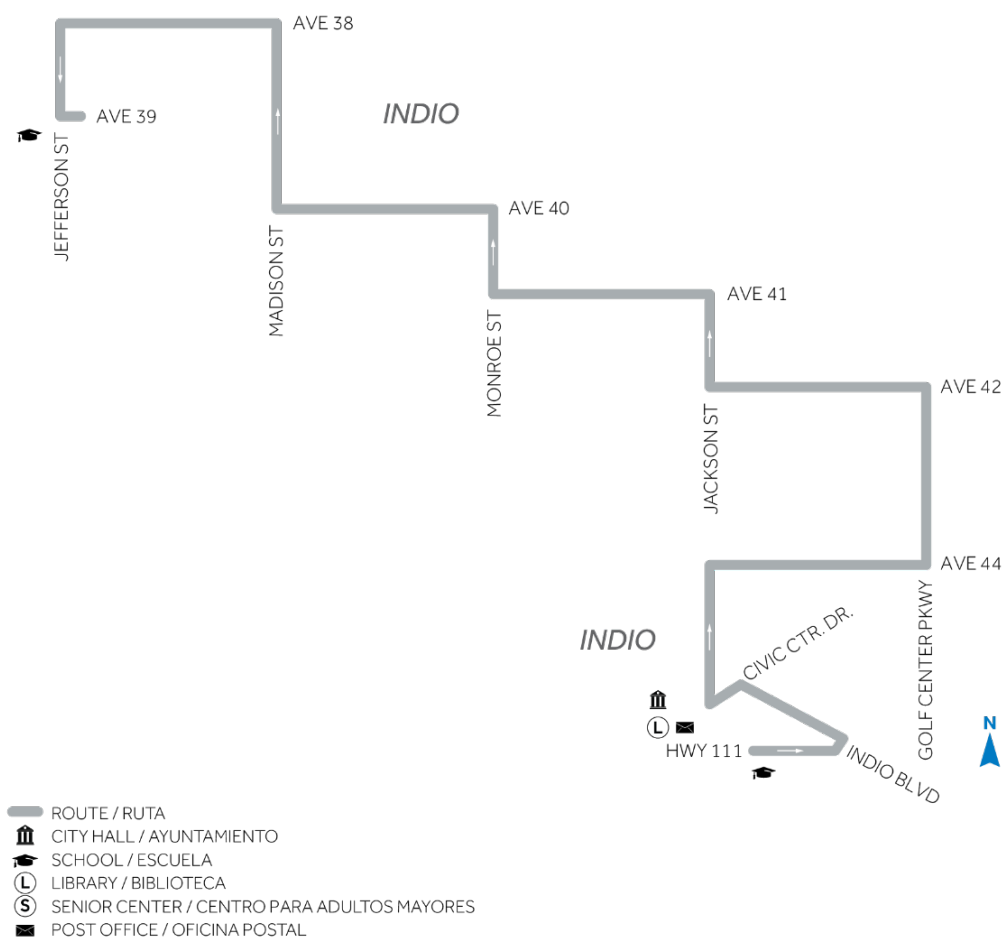 AVE 38
INDIO
AVE 39
JEFFERSON ST
AVE 40
MADISON ST
AVE 41
MONROE ST
AVE 42
JACKSON ST
AVE 44
GOLF CENTER PKWY
INDIO
CIVIC CTR. DR.
L
HWY 111
INDIO BLVD
N
ROUTE / RUTA
CITY HALL / AYUNTAMIENTO
SCHOOL / ESCUELA
L LIBRARY / BIBLIOTECA
S SENIOR CENTER / CENTRO PARA ADULTOS MAYORES
POST OFFICE / OFICINA POSTAL